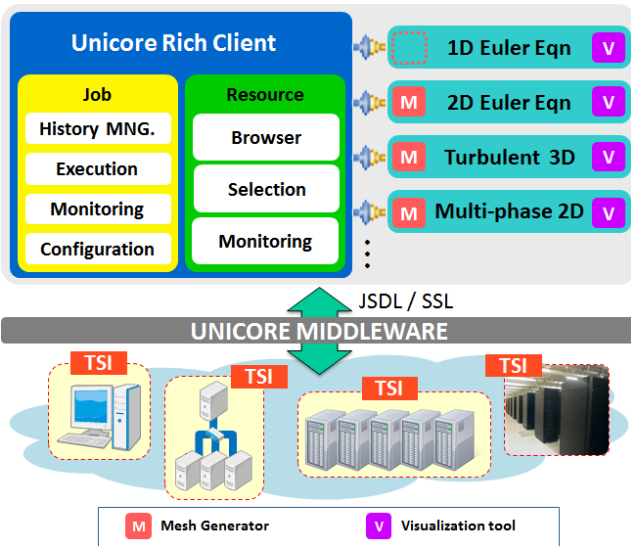 Unicore Rich Client
Job
History MNG.
Execution
Monitoring
Configuration
Resource
Browser
Selection
Monitoring
1D Euler Eqn V
M 2D Euler Eqn V
M Turbulent 3D V
M Multi-phase 2D V
JSDL / SSL
UNICORE MIDDLEWARE
TSI
TSI
TSI
TSI
M Mesh Generator
V Visualization tool